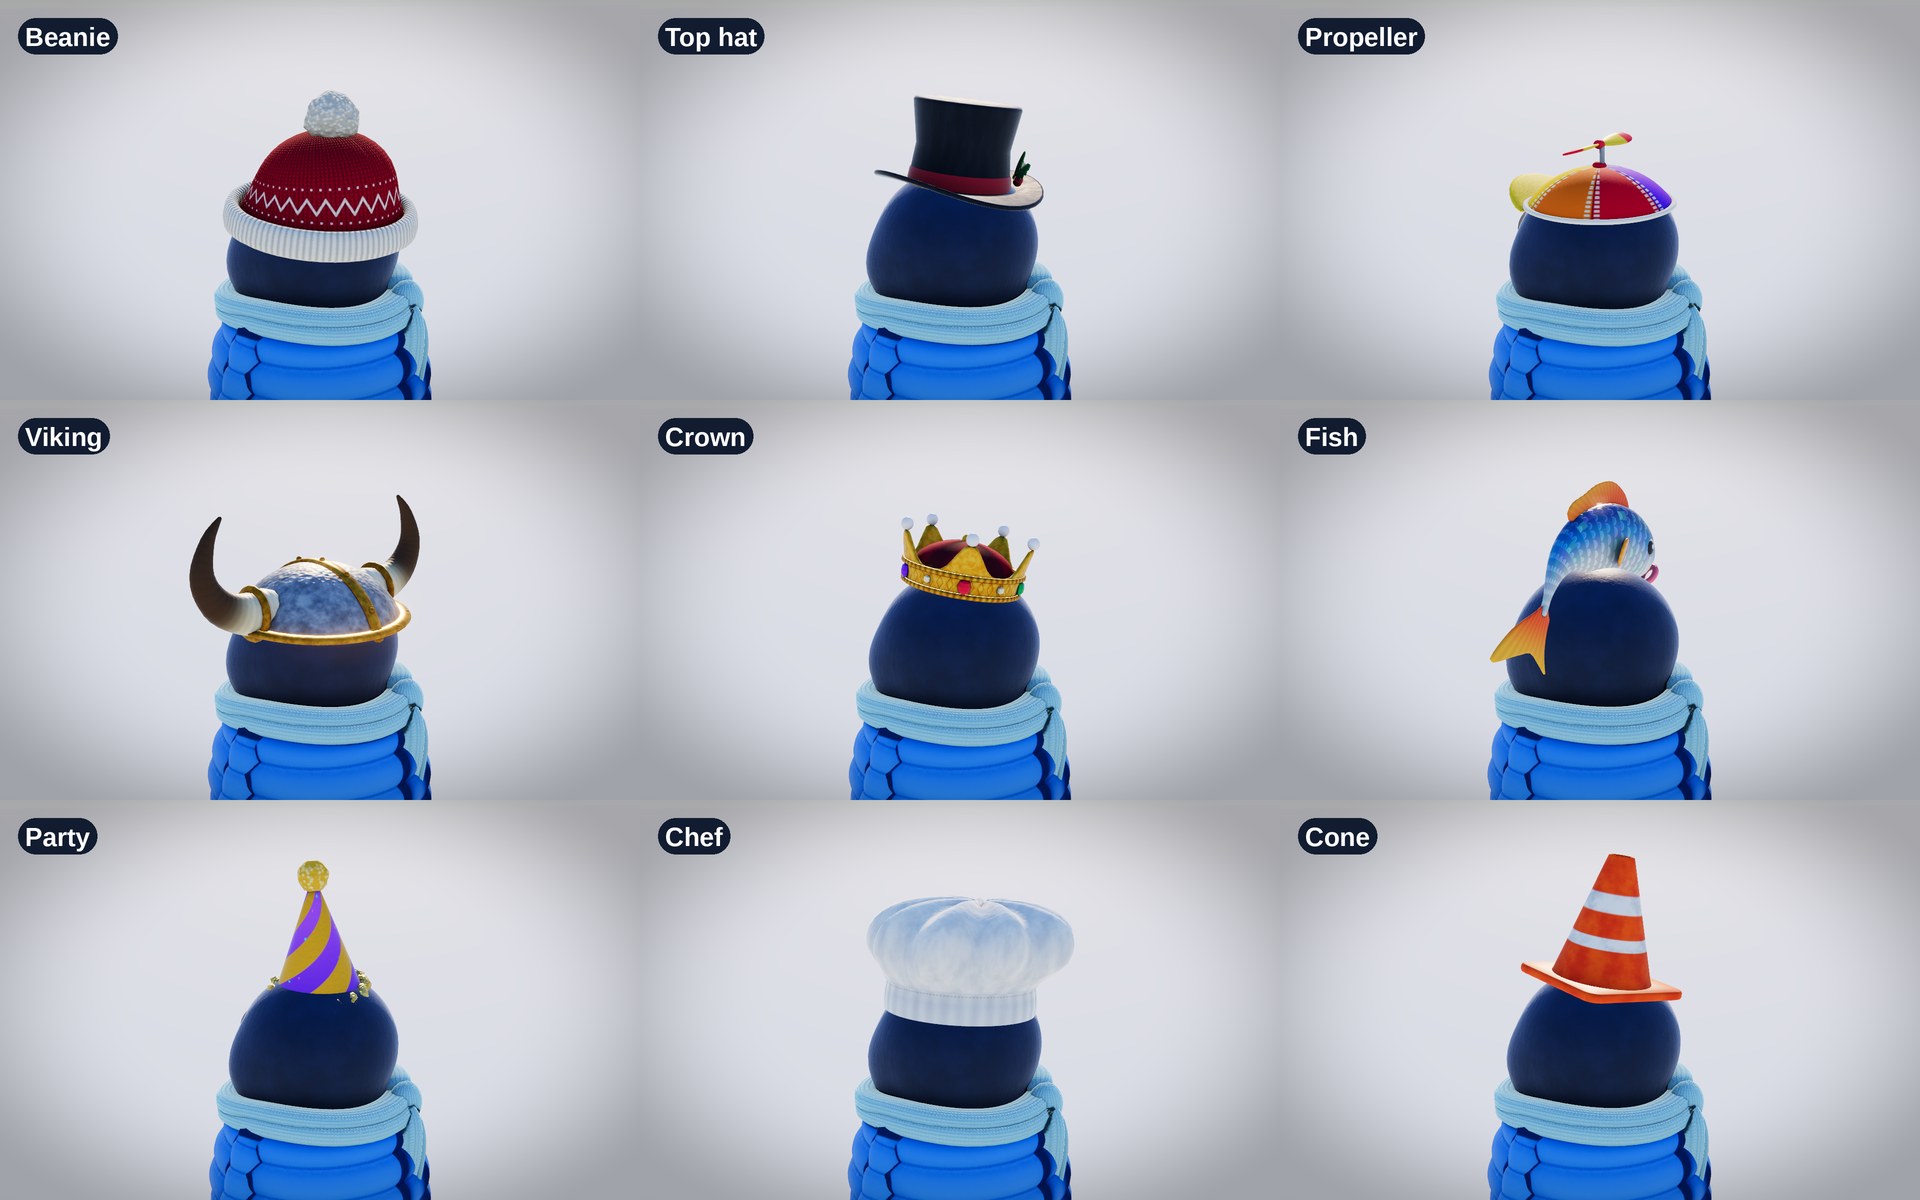 Beanie
Top hat
Propeller
Viking
Crown
Fish
Party
Chef
Cone